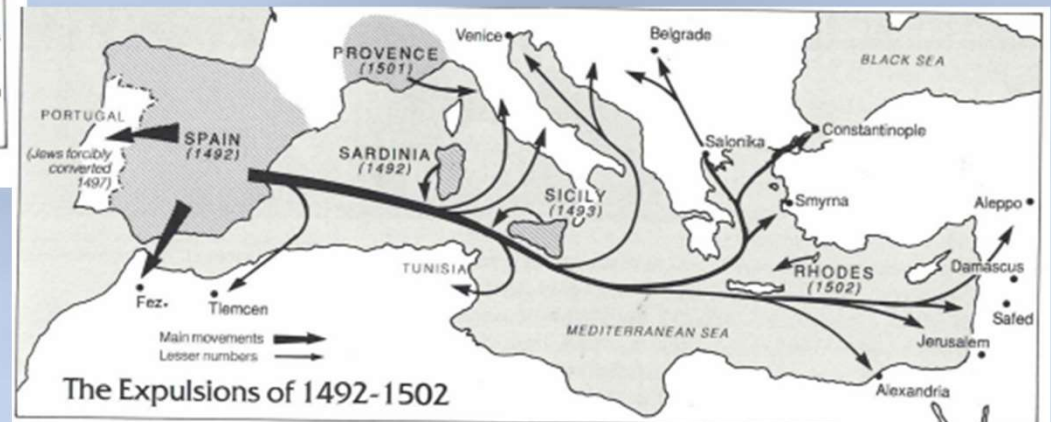 Venice
Belgrade
BLACK SEA
PROVENCE
(1501)
PORTUGAL
(Jews forcibly
converted
1497)
SPAIN
(1492)
SARDINIA
(1492)
SICILY
(1493)
Salonika
Constantinople
Smyrna
Aleppo
TUNISIA
RHODES
(1502)
Damascus
Safed
Fez
Tlemcen
Main movements
Lesser numbers
MEDITERRANEAN SEA
Jerusalem
Alexandria
The Expulsions of 1492-1502